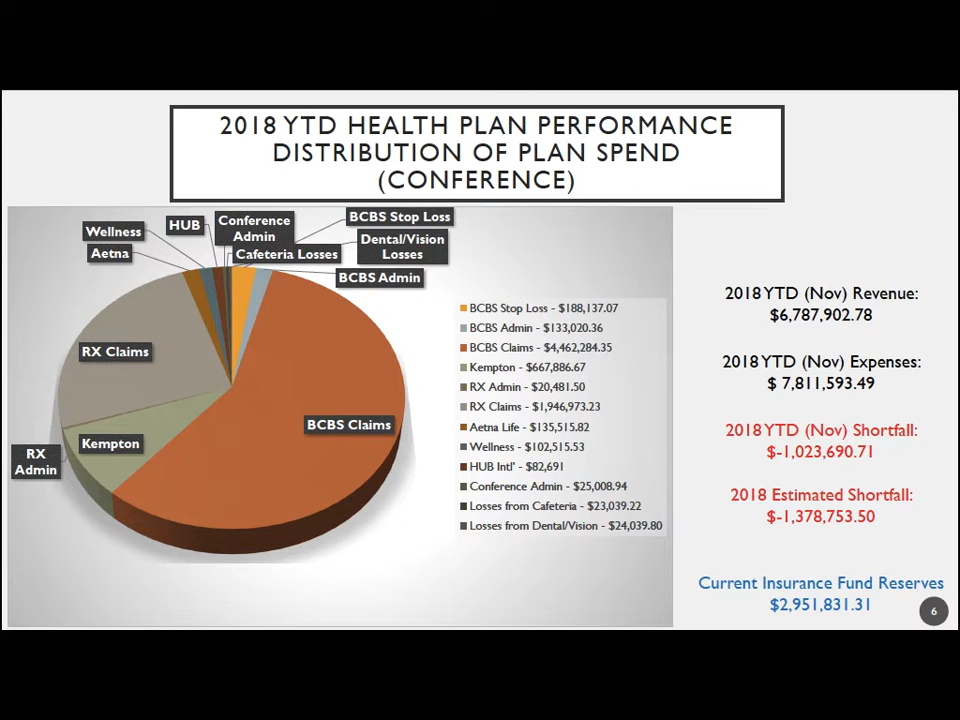 2018 YTD HEALTH PLAN PERFORMANCE
DISTRIBUTION OF PLAN SPEND
(CONFERENCE)
Wellness
HUB
Conference
Admin
BCBS Stop Loss
Aetna
Cafeteria Losses
Dental/Vision
Losses
BCBS Admin
RX Claims
BCBS Claims
Kempton
RX
Admin
BCBS Stop Loss - $188,137.07
BCBS Admin - $133,020.36
BCBS Claims - $4,462,284.35
Kempton - $667,886.67
RX Admin - $20,481.50
RX Claims - $1,946,973.23
Aetna Life - $135,515.82
Wellness - $102,515.53
HUB Intl' - $82,691
Conference Admin - $25,008.94
Losses from Cafeteria - $23,039.22
Losses from Dental/Vision - $24,039.80
2018 YTD (Nov) Revenue:
$6,787,902.78
2018 YTD (Nov) Expenses:
$ 7,811,593.49
2018 YTD (Nov) Shortfall:
$-1,023,690.71
2018 Estimated Shortfall:
$-1,378,753.50
Current Insurance Fund Reserves
$2,951,831.31
6